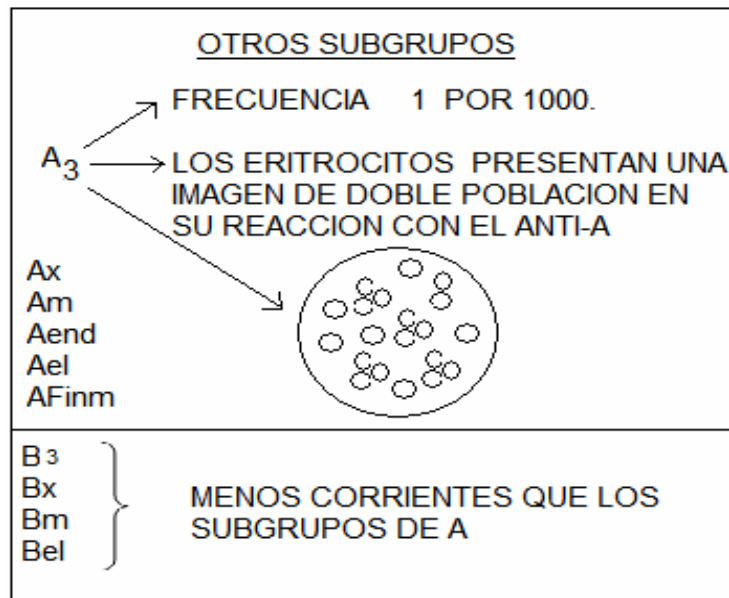 OTROS SUBGRUPOS
FRECUENCIA 1 POR 1000.
A3
LOS ERITROCITOS PRESENTAN UNA
IMAGEN DE DOBLE POBLACION EN
SU REACCION CON EL ANTI-A
Ax
Am
Aend
Ael
AFinm
B3
Bx
Bm
Bel
MENOS CORRIENTES QUE LOS
SUBGRUPOS DE A